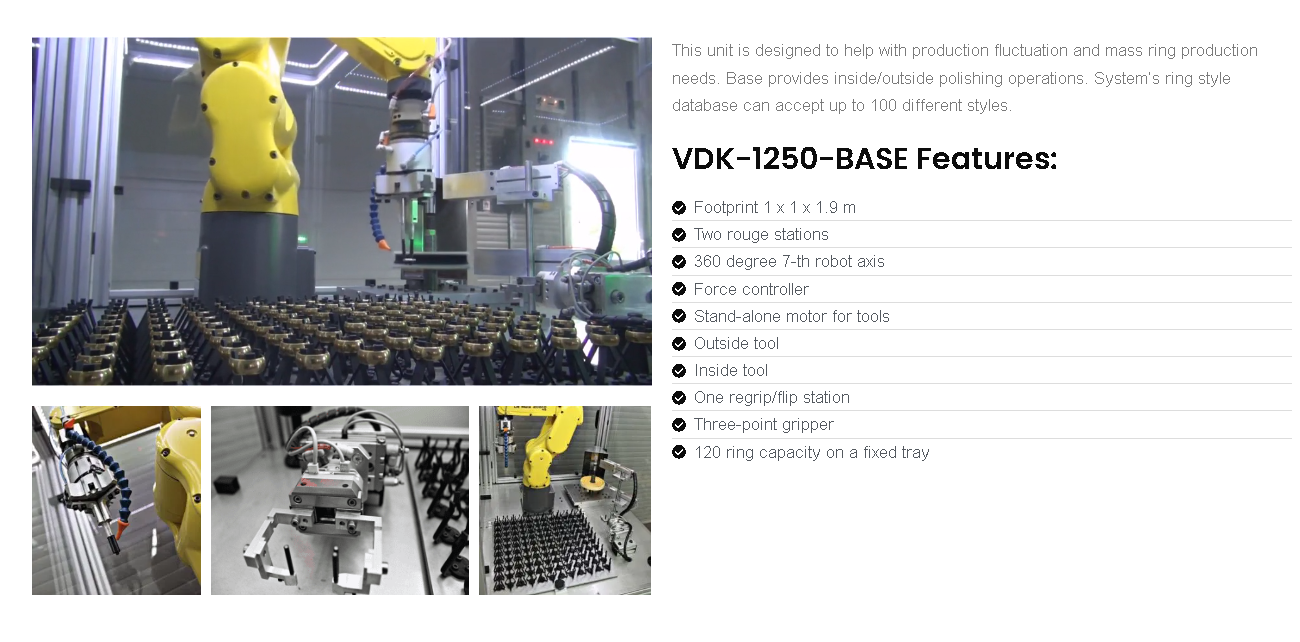 This unit is designed to help with production fluctuation and mass ring production
needs. Base provides inside/outside polishing operations. System's ring style
database can accept up to 100 different styles.
VDK-1250-BASE Features:
Footprint 1 x 1 x 1.9 m
Two rouge stations
360 degree 7-th robot axis
Force controller
Stand-alone motor for tools
Outside tool
Inside tool
One regrip/flip station
Three-point gripper
120 ring capacity on a fixed tray